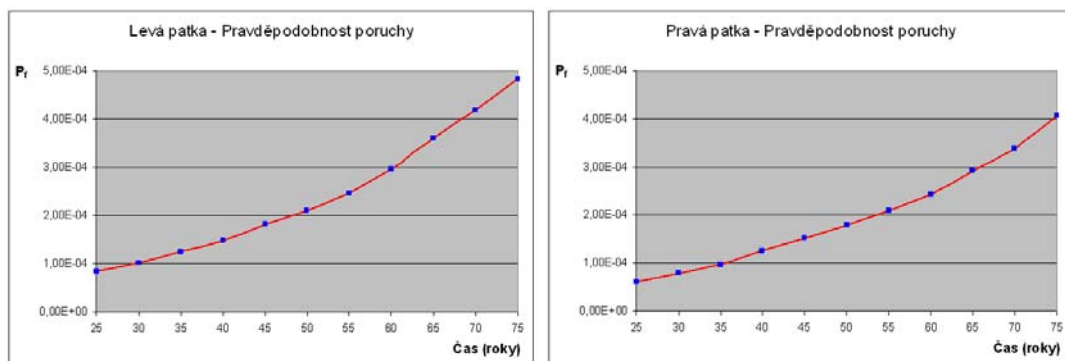 Levá patka - Pravděpodobnost poruchy
Pf
5,00E-04
4,00E-04
3,00E-04
2,00E-04
1,00E-04
0,00E+00
25 30 35 40 45 50 55 60 65 70 75
Čas (roky)
Pravá patka - Pravděpodobnost poruchy
Pf
5,00E-04
4,00E-04
3,00E-04
2,00E-04
1,00E-04
0,00E+00
25 30 35 40 45 50 55 60 65 70 75
Čas (roky)